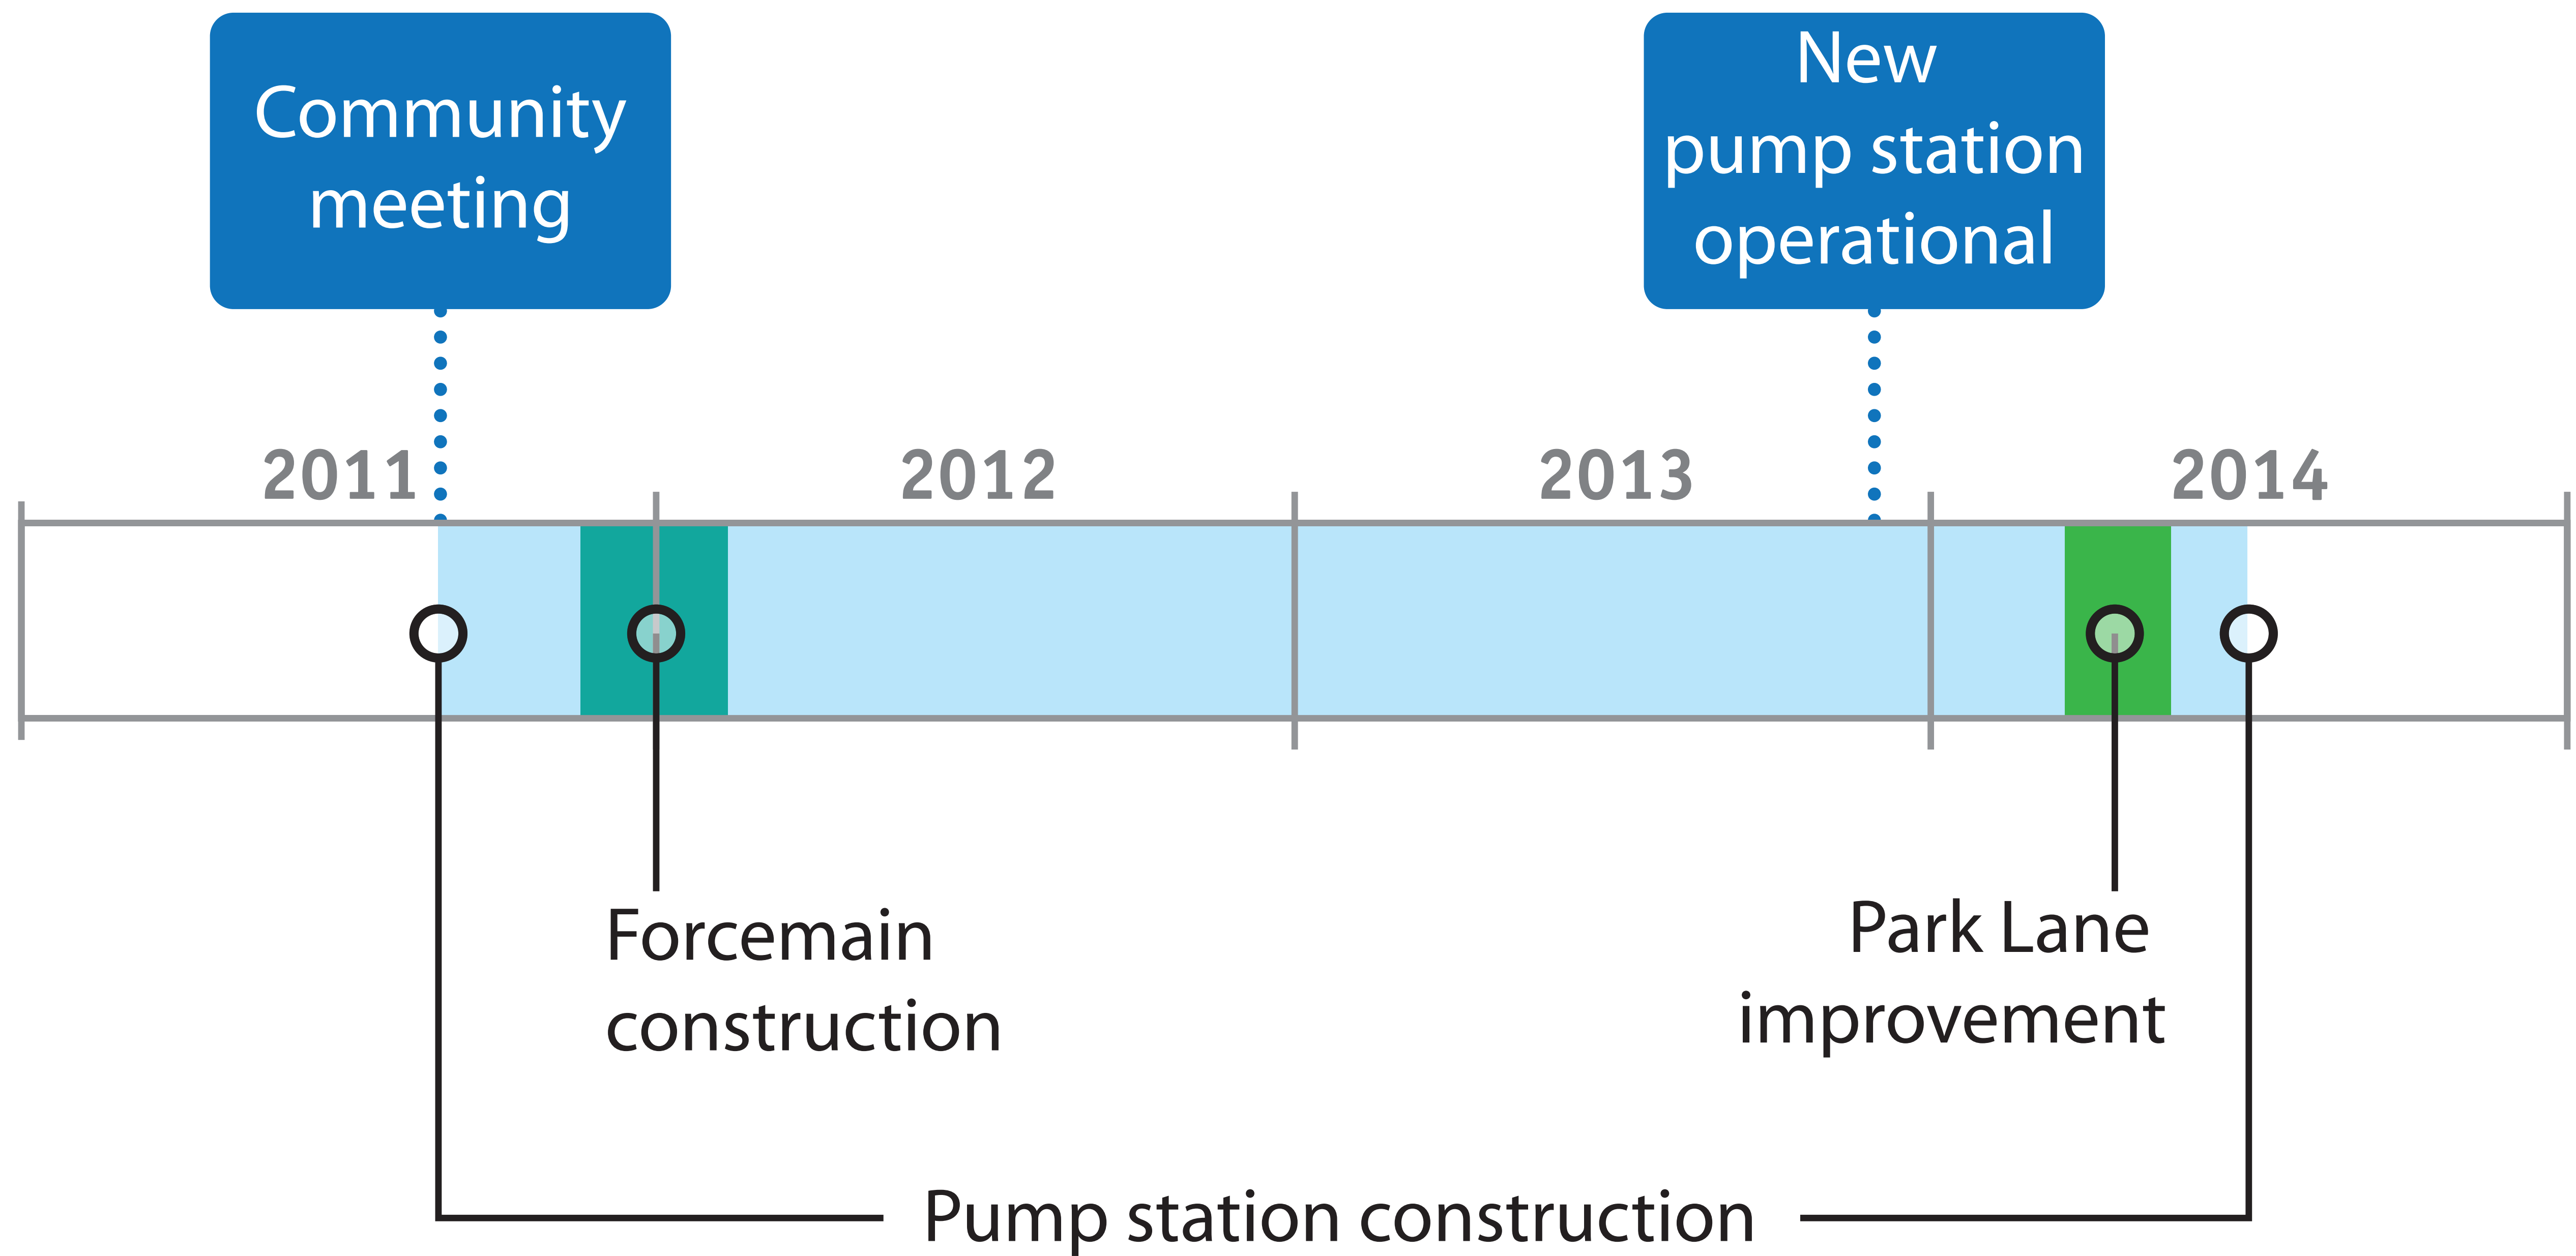 Community
meeting
New
pump station
operational
2011
2012
2013
2014
Forcemain
construction
Park Lane
improvement
Pump station construction